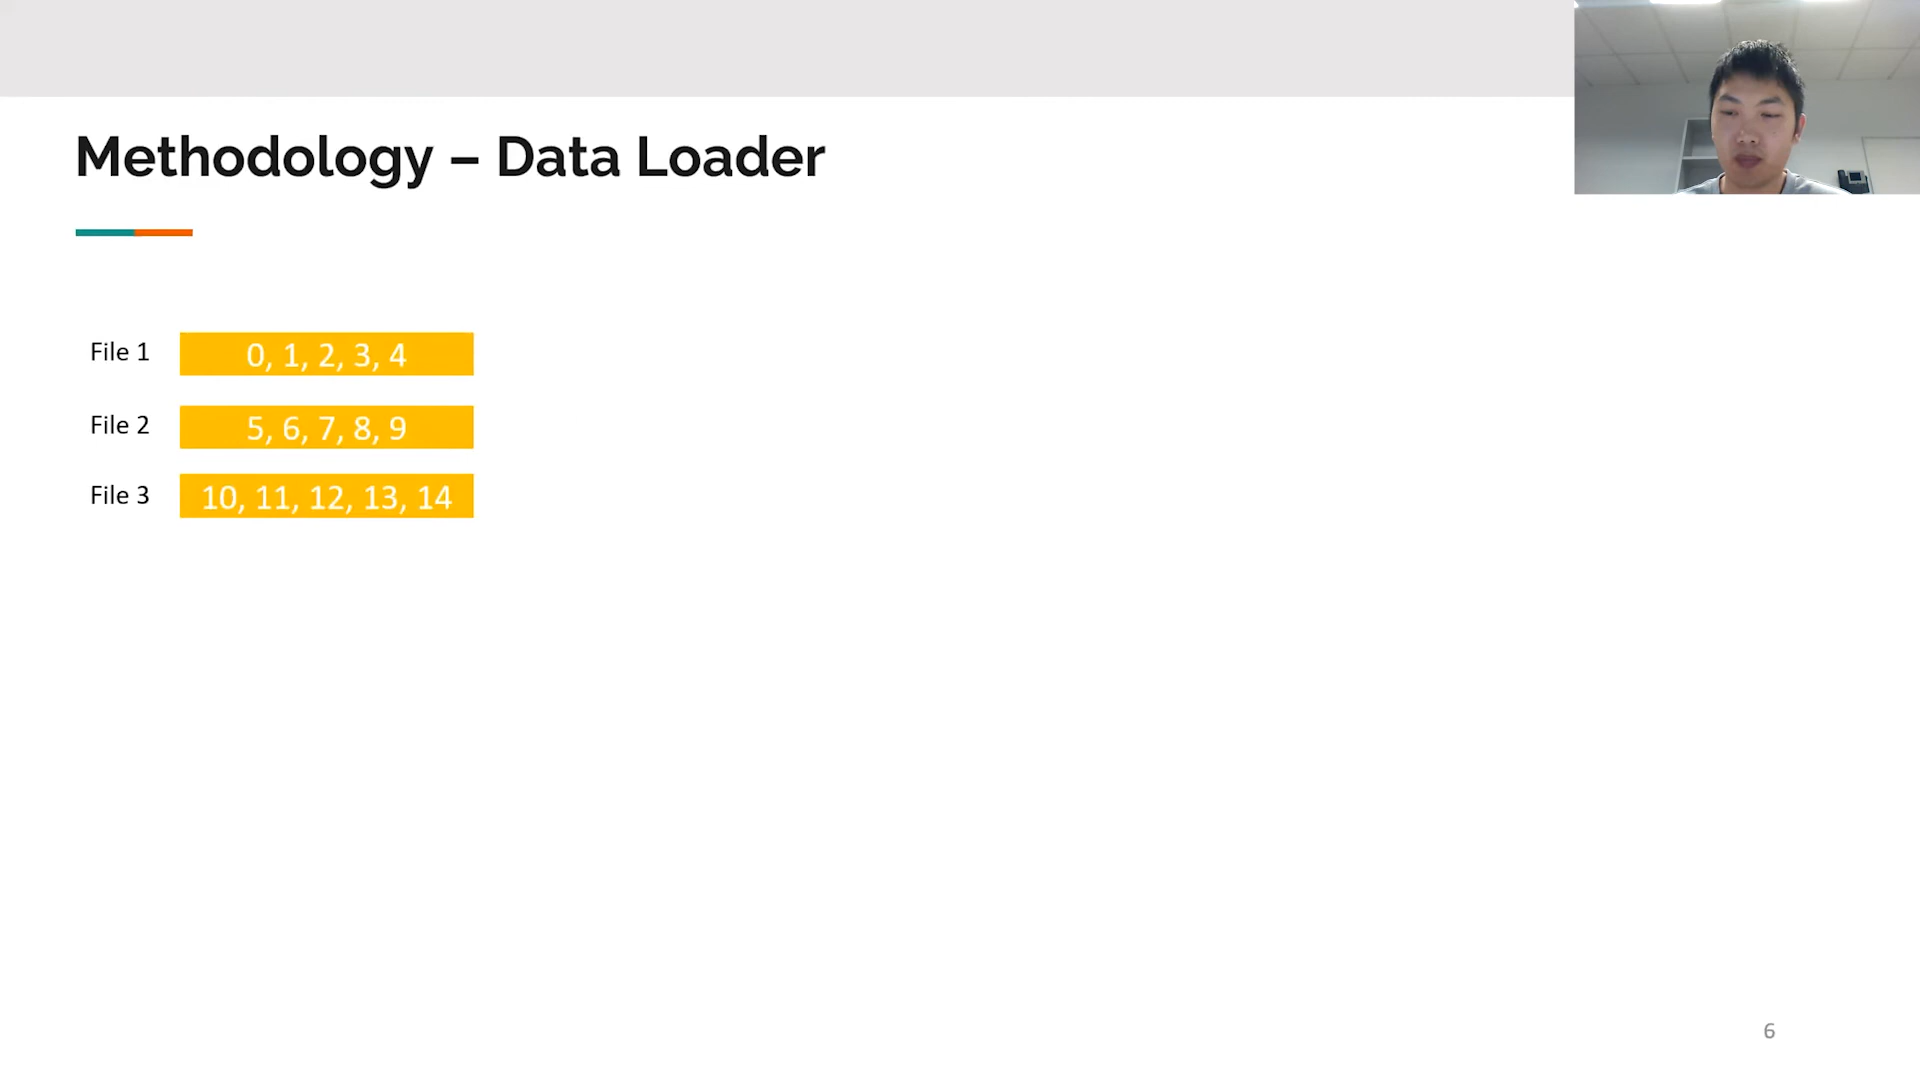 Methodology – Data Loader
File 1 0, 1, 2, 3, 4
File 2 5, 6, 7, 8, 9
File 3 10, 11, 12, 13, 14
6